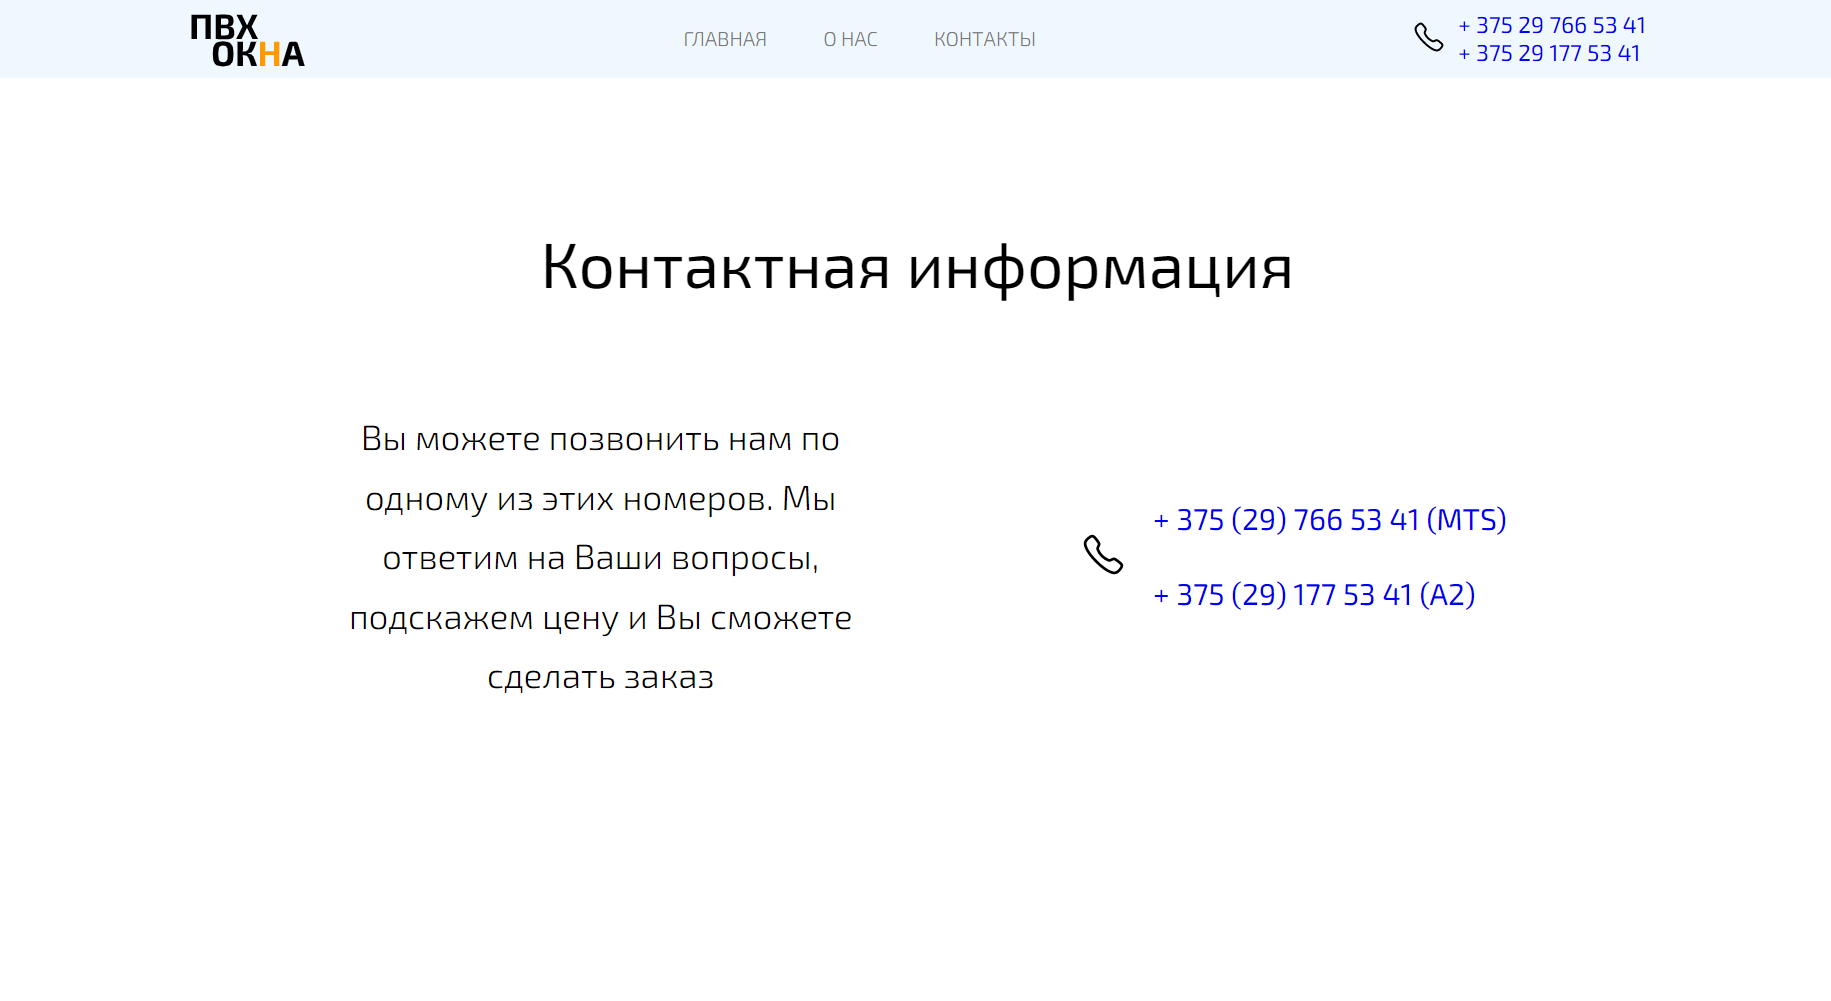 ПВХ
ОКНА
ГЛАВНАЯ
О НАС
КОНТАКТЫ
+ 375 29 766 53 41
+ 375 29 177 53 41
Контактная информация
Вы можете позвонить нам по
одному из этих номеров. Мы
ответим на Ваши вопросы,
подскажем цену и Вы сможете
сделать заказ
+ 375 (29) 766 53 41 (MTS)
+ 375 (29) 177 53 41 (A2)